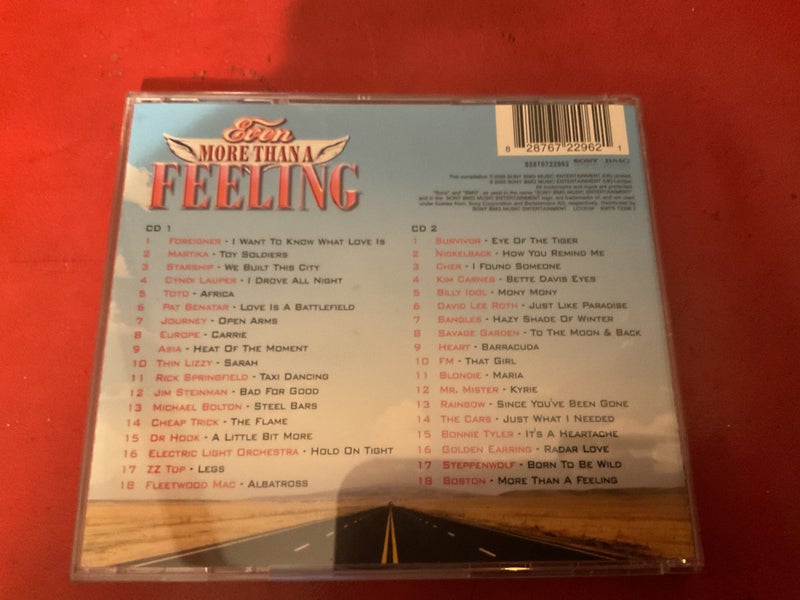 Even
MORE THAN A
FEELING
8 28767 22962 1
82876722962 SONY BMG
CD 1
1 FOREIGNER • I WANT TO KNOW WHAT LOVE IS
2 MARTIKA • TOY SOLDIERS
3 STARSHIP • WE BUILT THIS CITY
4 CYNDI LAUPER • I DROVE ALL NIGHT
5 TOTO • AFRICA
6 PAT BENATAR • LOVE IS A BATTLEFIELD
7 JOURNEY • OPEN ARMS
8 EUROPE • CARRIE
9 ASIA • HEAT OF THE MOMENT
10 THIN LIZZY • SARAH
11 RICK SPRINGFIELD • TAXI DANCING
12 JIM STEINMAN • BAD FOR GOOD
13 MICHAEL BOLTON • STEEL BARS
14 CHEAP TRICK • THE FLAME
15 DR HOOK • A LITTLE BIT MORE
16 ELECTRIC LIGHT ORCHESTRA • HOLD ON TIGHT
17 ZZ TOP • LEGS
18 FLEETWOOD MAC • ALBATROSS
CD 2
1 SURVIVOR • EYE OF THE TIGER
2 NICKELBACK • HOW YOU REMIND ME
3 CHER • I FOUND SOMEONE
4 KIM CARNES • BETTE DAVIS EYES
5 BILLY IDOL • MONY MONY
6 DAVID LEE ROTH • JUST LIKE PARADISE
7 BANGLES • HAZY SHADE OF WINTER
8 SAVAGE GARDEN • TO THE MOON & BACK
9 HEART • BARRACUDA
10 FM • THAT GIRL
11 BLONDIE • MARIA
12 MR. MISTER • KYRIE
13 RAINBOW • SINCE YOU'VE BEEN GONE
14 THE CARS • JUST WHAT I NEEDED
15 BONNIE TYLER • IT'S A HEARTACHE
16 GOLDEN EARRING • RADAR LOVE
17 STEPPENWOLF • BORN TO BE WILD
18 BOSTON • MORE THAN A FEELING